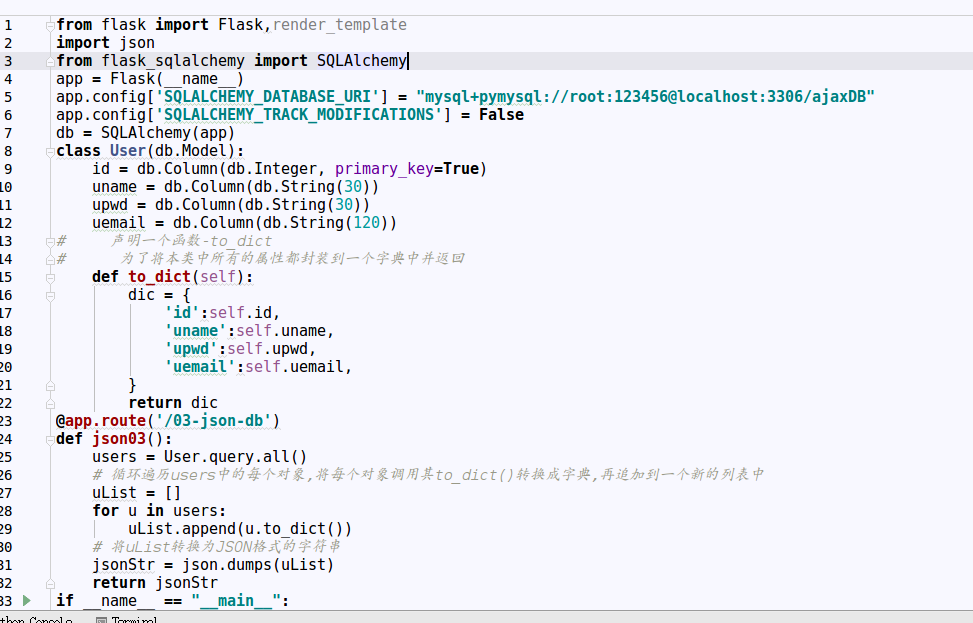 1 from flask import Flask,render_template
2 import json
3 from flask_sqlalchemy import SQLAlchemy
4 app = Flask(__name__)
5 app.config['SQLALCHEMY_DATABASE_URI'] = "mysql+pymysql://root:123456@localhost:3306/ajaxDB"
6 app.config['SQLALCHEMY_TRACK_MODIFICATIONS'] = False
7 db = SQLAlchemy(app)
8 class User(db.Model):
9     id = db.Column(db.Integer, primary_key=True)
10     uname = db.Column(db.String(30))
11     upwd = db.Column(db.String(30))
12     uemail = db.Column(db.String(120))
13 #     声明一个函数-to_dict
14 #      为了将本类中所有的属性都封装到一个字典中并返回
15     def to_dict(self):
16         dic = {
17             'id':self.id,
18             'uname':self.uname,
19             'upwd':self.upwd,
20             'uemail':self.uemail,
21         }
22         return dic
23 @app.route('/03-json-db')
24 def json03():
25     users = User.query.all()
26     # 循环遍历users中的每个对象,将每个对象调用其to_dict()转换成字典,再追加到一个新的列表中
27     uList = []
28     for u in users:
29         uList.append(u.to_dict())
30     # 将uList转换为JSON格式的字符串
31     jsonStr = json.dumps(uList)
32     return jsonStr
33 if __name__ == "__main__":
thon Console Terminal